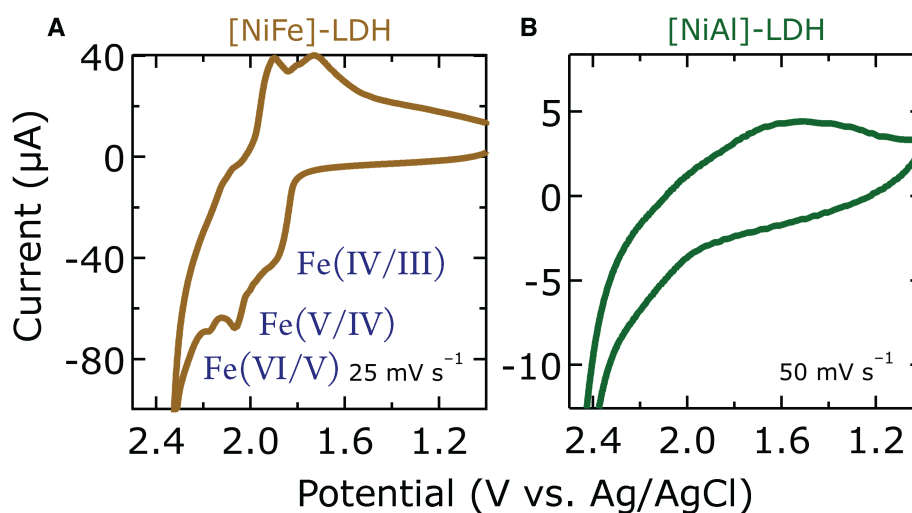 A
[NiFe]-LDH
B
[NiAl]-LDH
Current (μA)
40
0
-40
-80
Fe(IV/III)
Fe(V/IV)
Fe(VI/V)
25 mV s⁻¹
2.4 2.0 1.6 1.2
5
0
-5
-10
50 mV s⁻¹
2.4 2.0 1.6 1.2
Potential (V vs. Ag/AgCl)